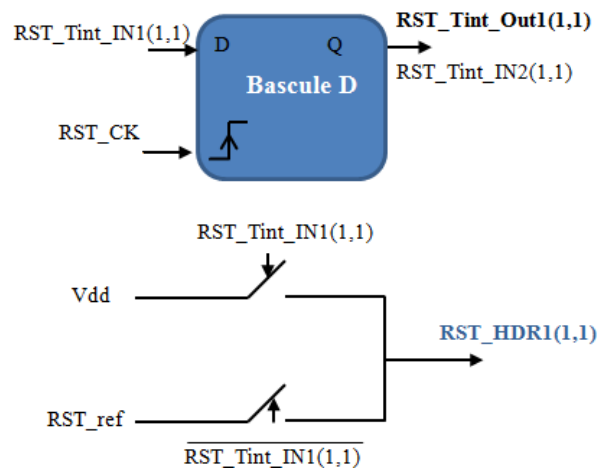 RST_Tint_IN1(1,1)
D
Q
RST_Tint_Out1(1,1)
Bascule D
RST_Tint_IN2(1,1)
RST_CK
RST_Tint_IN1(1,1)
Vdd
RST_HDR1(1,1)
RST_ref
RST_Tint_IN1(1,1)